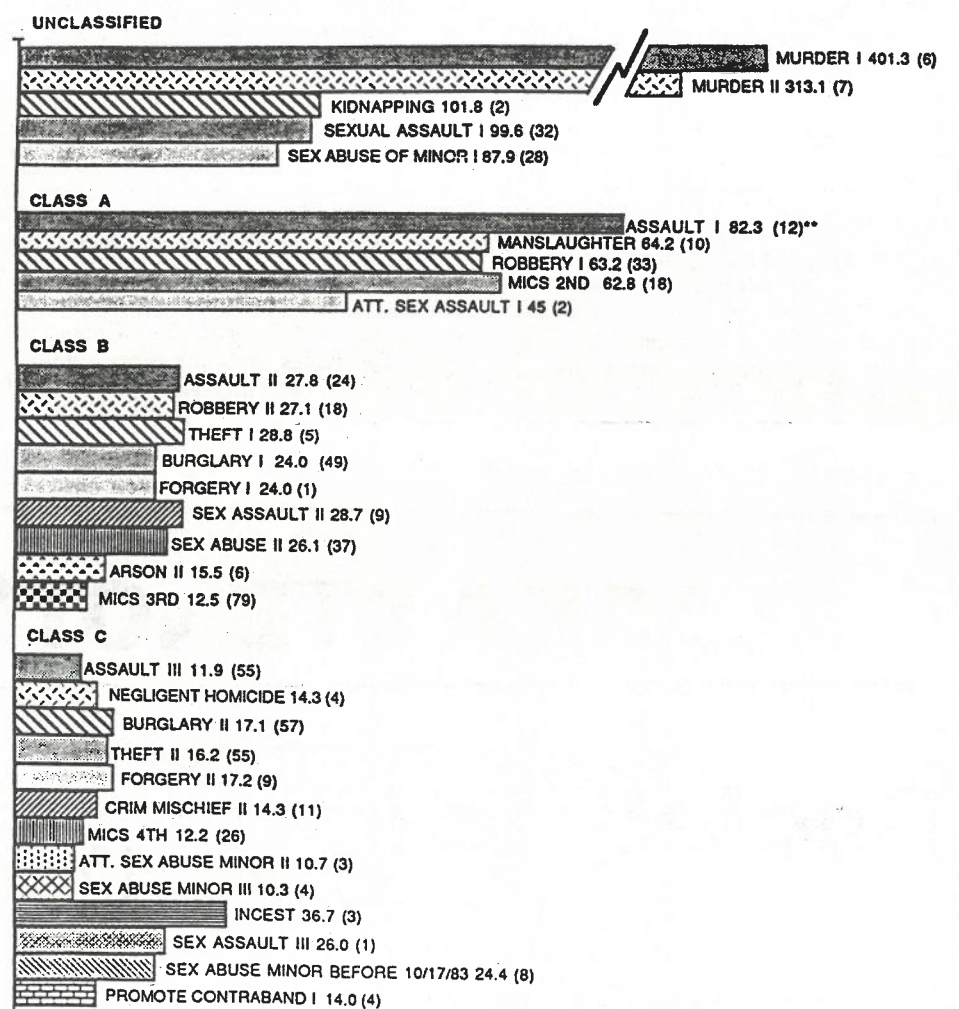 UNCLASSIFIED
MURDER I 401.3 (6)
MURDER II 313.1 (7)
KIDNAPPING 101.8 (2)
SEXUAL ASSAULT I 99.6 (32)
SEX ABUSE OF MINOR I 87.9 (28)
CLASS A
ASSAULT I 82.3 (12)**
MANSLAUGHTER 64.2 (10)
ROBBERY I 63.2 (33)
MICS 2ND 62.8 (18)
ATT. SEX ASSAULT I 45 (2)
CLASS B
ASSAULT II 27.8 (24)
ROBBERY II 27.1 (18)
THEFT I 28.8 (5)
BURGLARY I 24.0 (49)
FORGERY I 24.0 (1)
SEX ASSAULT II 28.7 (9)
SEX ABUSE II 26.1 (37)
ARSON II 15.5 (6)
MICS 3RD 12.5 (79)
CLASS C
ASSAULT III 11.9 (55)
NEGLIGENT HOMICIDE 14.3 (4)
BURGLARY II 17.1 (57)
THEFT II 16.2 (55)
FORGERY II 17.2 (9)
CRIM MISCHIEF II 14.3 (11)
MICS 4TH 12.2 (26)
ATT. SEX ABUSE MINOR II 10.7 (3)
SEX ABUSE MINOR III 10.3 (4)
INCEST 36.7 (3)
SEX ASSAULT III 26.0 (1)
SEX ABUSE MINOR BEFORE 10/17/83 24.4 (8)
PROMOTE CONTRABAND I 14.0 (4)